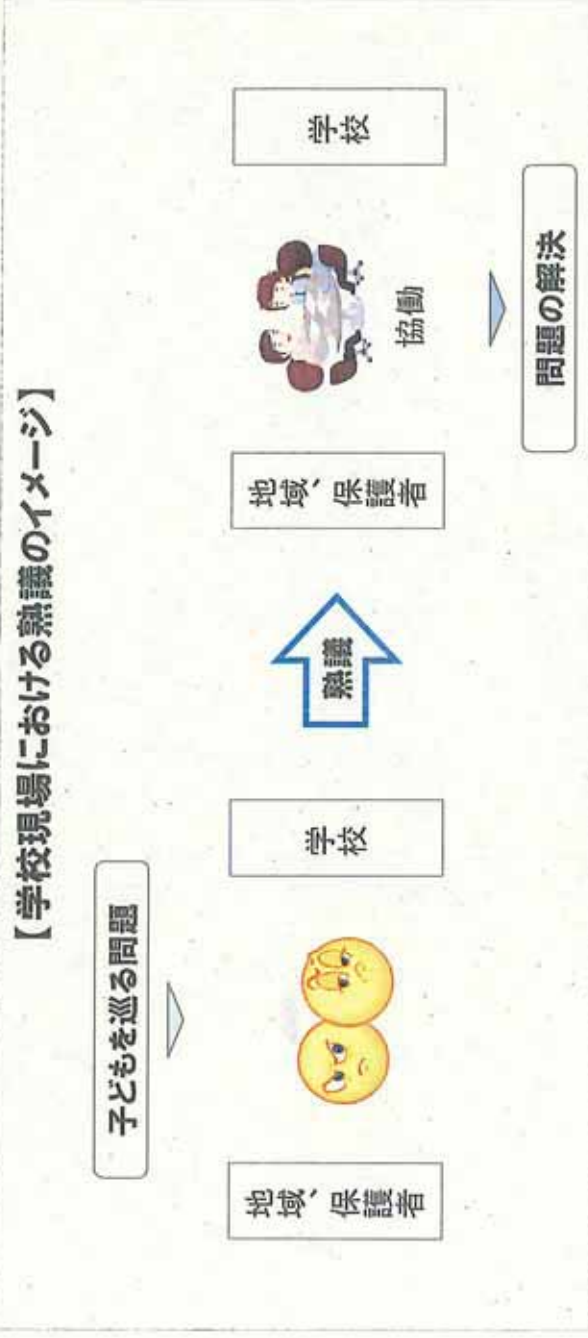 【学校現場における熟議のイメージ】
子どもを巡る問題
地域、保護者
学校
熟議
地域、保護者
協働
学校
問題の解決